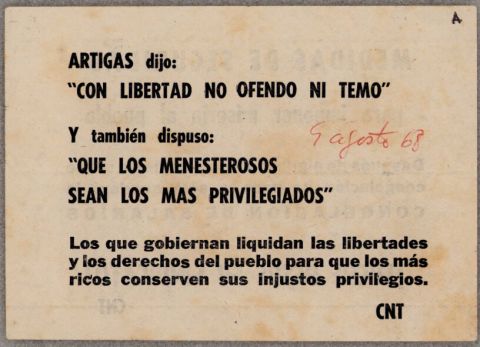 A
ARTIGAS dijo:
"CON LIBERTAD NO OFENDO NI TEMO"
Y también dispuso:
9 agosto 68
"QUE LOS MENESTEROSOS
SEAN LOS MAS PRIVILEGIADOS"
Los que gobiernan liquidan las libertades
y los derechos del pueblo para que los más
ricos conserven sus injustos privilegios.
CNT